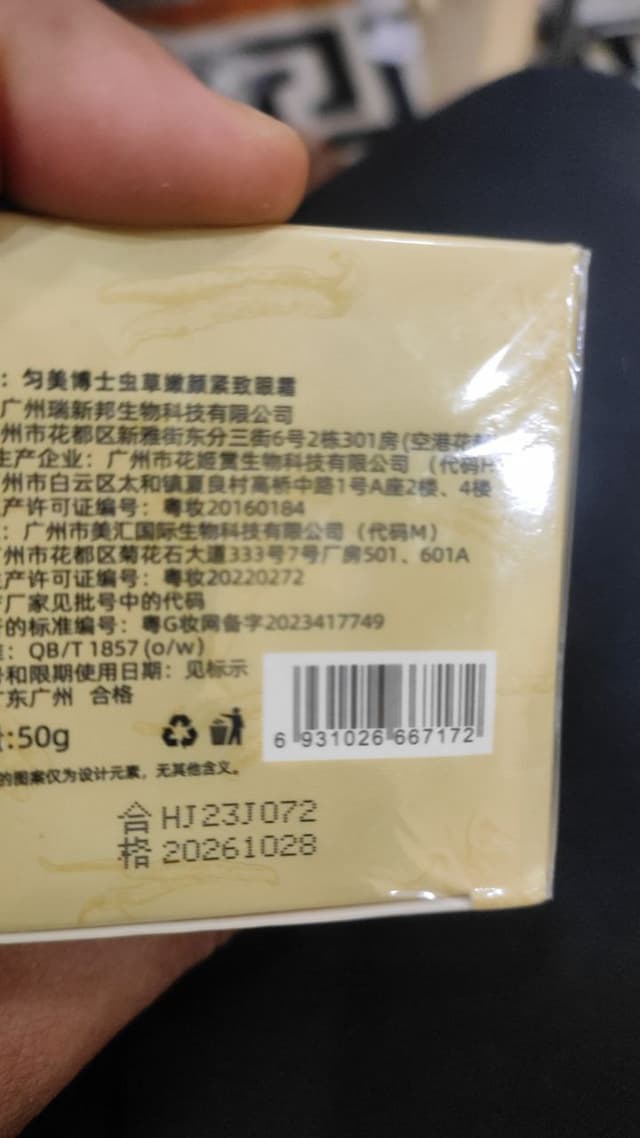 ：匀美博士虫草嫩颜紧致眼霜
广州瑞新邦生物科技有限公司
州市花都区新雅街东分三街6号2栋301房(空港花
生产企业：广州市花姬赏生物科技有限公司（代码H
州市白云区太和镇夏良村高桥中路1号A座2楼、4楼
产许可证编号：粤妆20160184
：广州市美汇国际生物科技有限公司（代码M）
州市花都区菊花石大道333号7号厂房501、601A
产许可证编号：粤妆20220272
厂家见批号中的代码
的标准编号：粤G妆网备字2023417749
：QB/T 1857 (o/w)
和限期使用日期：见标示
东广州 合格
:50g
6 931026 667172
的图案仅为设计元素，无其他含义。
合格 HJ23J072
20261028